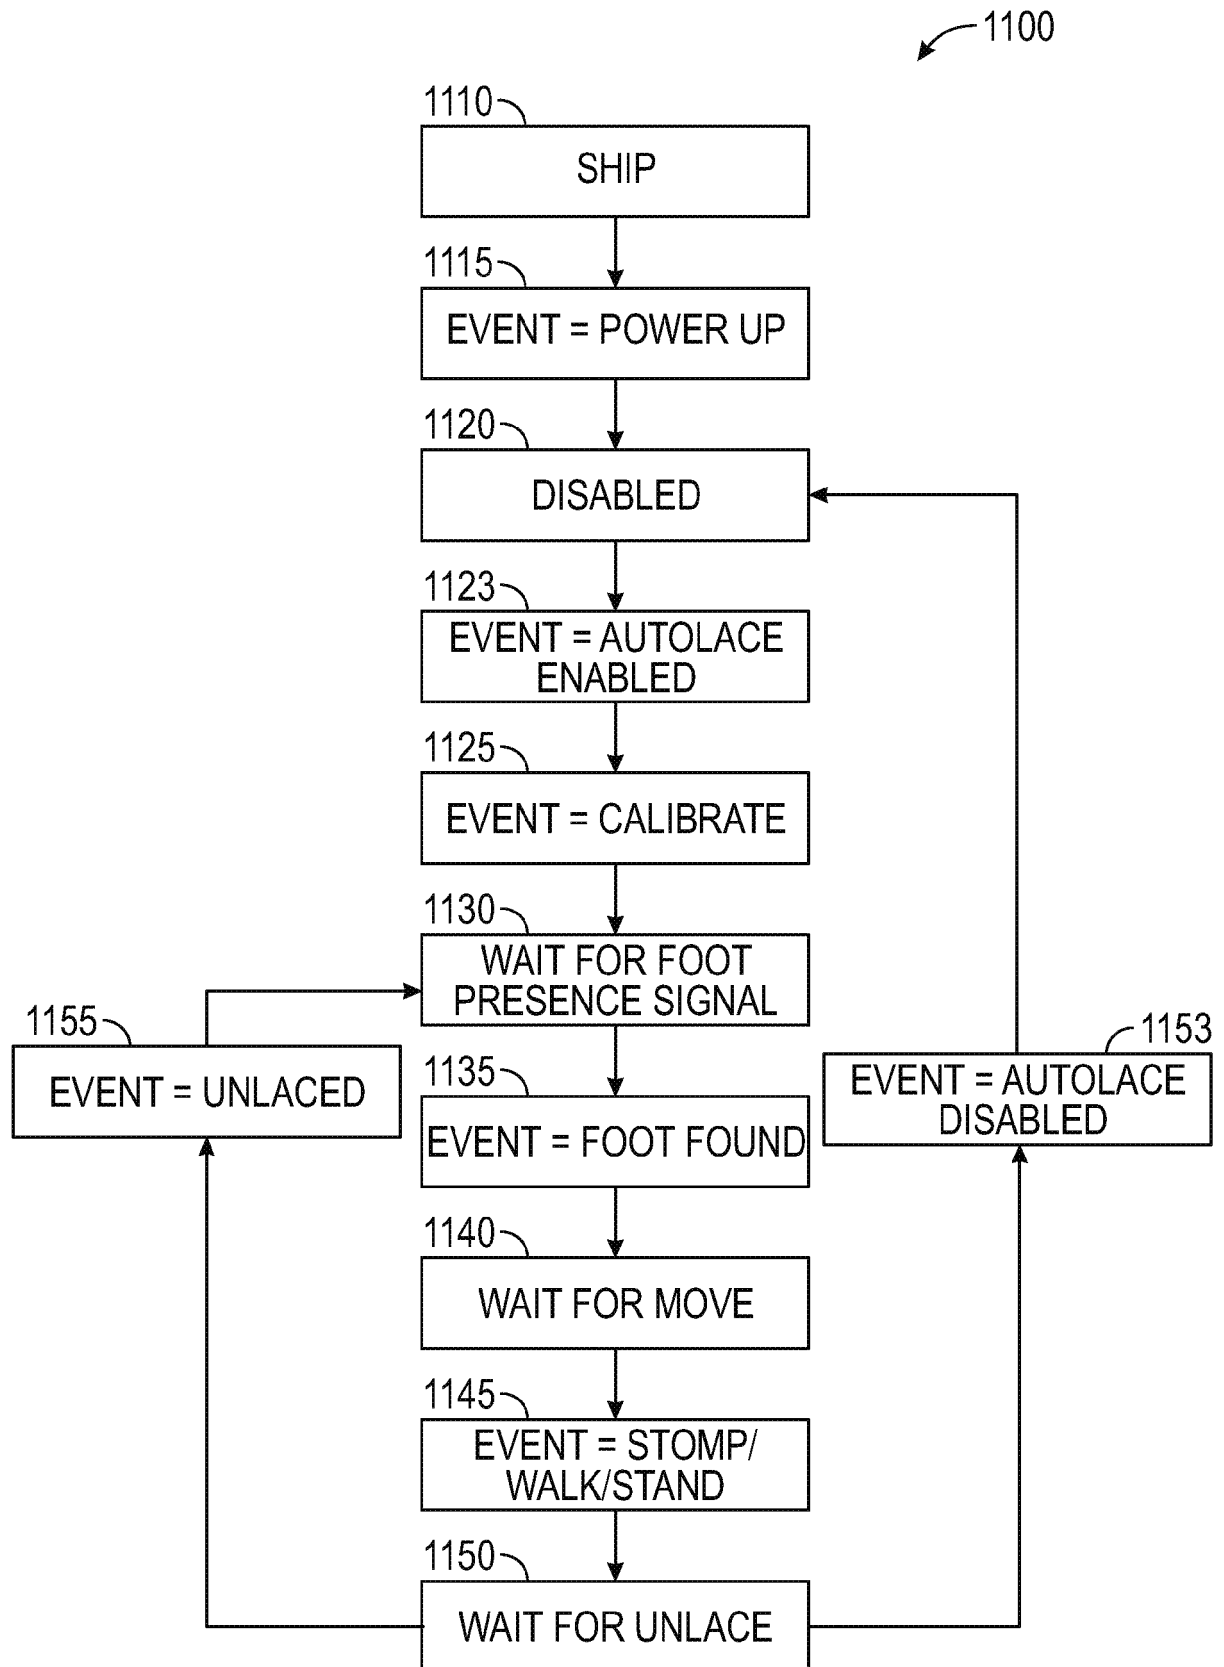 1100
1110
SHIP
1115
EVENT = POWER UP
1120
DISABLED
1123
EVENT = AUTOLACE
ENABLED
1125
EVENT = CALIBRATE
1130
WAIT FOR FOOT
PRESENCE SIGNAL
1155
EVENT = UNLACED
1153
EVENT = AUTOLACE
DISABLED
1135
EVENT = FOOT FOUND
1140
WAIT FOR MOVE
1145
EVENT = STOMP/
WALK/STAND
1150
WAIT FOR UNLACE